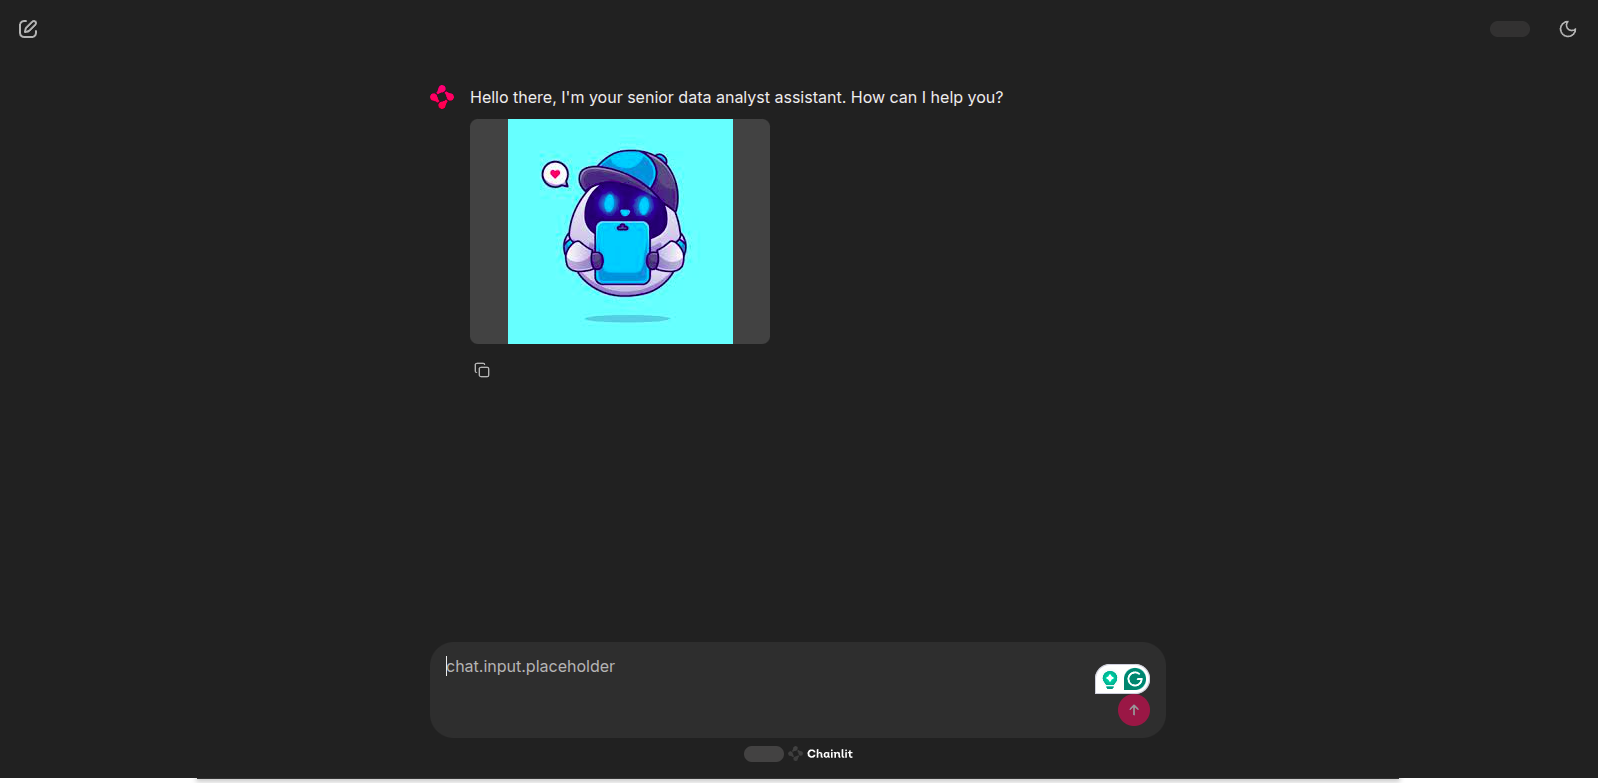 Hello there, I'm your senior data analyst assistant. How can I help you?
chat.input.placeholder
Chainlit